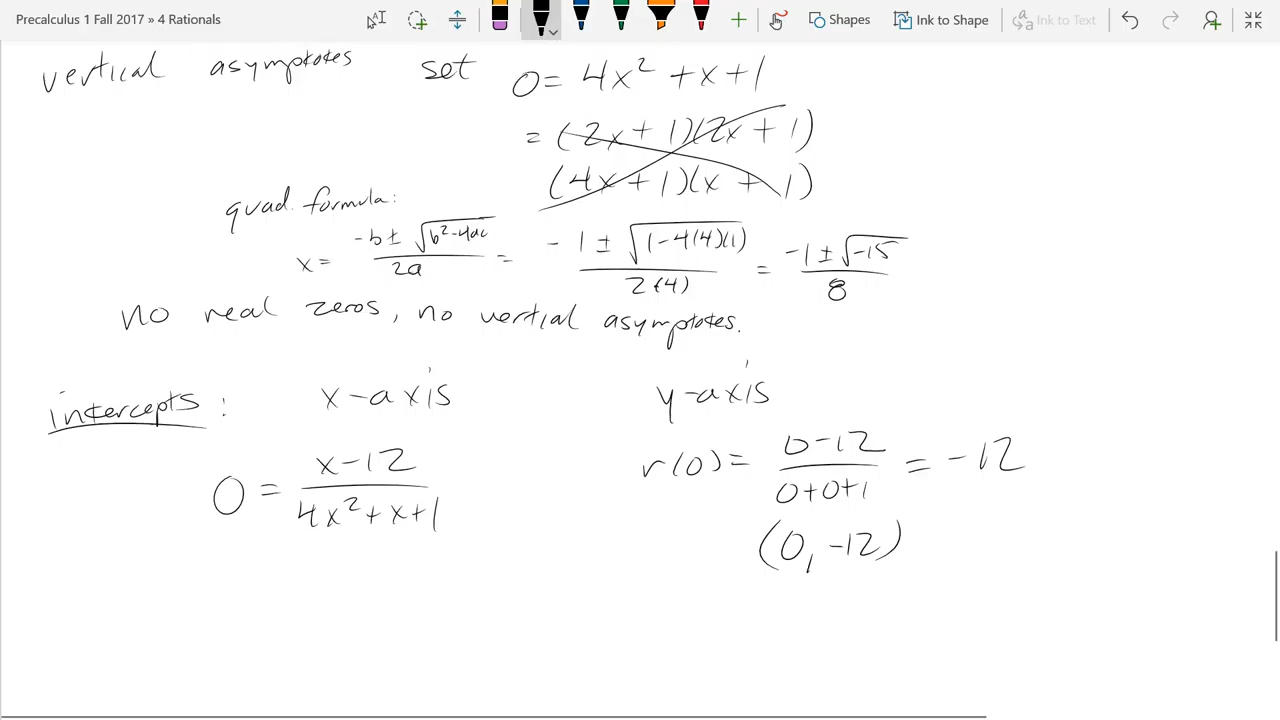 Precalculus 1 Fall 2017 » 4 Rationals
Shapes
Ink to Shape
Ink to Text
vertical asymptotes set 0 = 4x² + x + 1
= (2x + 1)(2x + 1)
(4x + 1)(x + 1)
quad. formula:
x = (-b ± √(b²-4ac))/(2a) = (-1 ± √(1-4(4)(1)))/(2(4)) = (-1 ± √-15)/8
no real zeros, no vertical asymptotes.
intercepts: x-axis y-axis
0 = (x-12)/(4x²+x+1)
r(0) = (0-12)/(0+0+1) = -12
(0, -12)